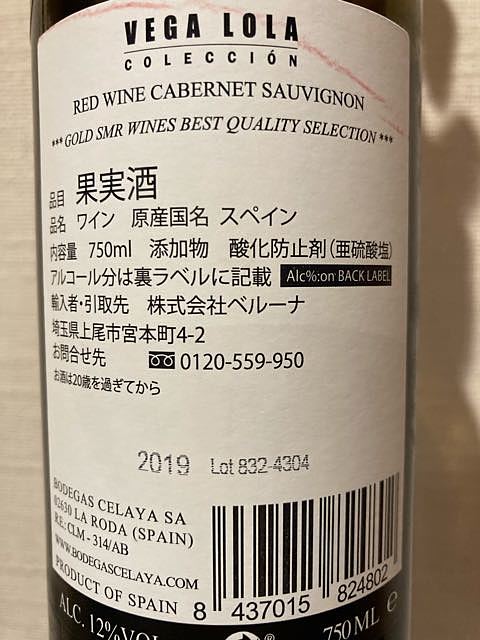 VEGA LOLA
COLECCIÓN
RED WINE CABERNET SAUVIGNON
*** GOLD SMR WINES BEST QUALITY SELECTION ***
品目 果実酒
品名 ワイン 原産国名 スペイン
内容量 750ml 添加物 酸化防止剤（亜硫酸塩）
アルコール分は裏ラベルに記載 Alc%:on BACK LABEL
輸入者・引取先 株式会社ベルーナ
埼玉県上尾市宮本町4-2
お問合せ先 0120-559-950
お酒は20歳を過ぎてから
2019 Lot 832-4304
BODEGAS CELAYA SA
02630 LA RODA (SPAIN)
RE: CLM - 314/AB
WWW.BODEGASCELAYA.COM
PRODUCT OF SPAIN
8 437015 824802
ALC. 12% VOL 750 ML e